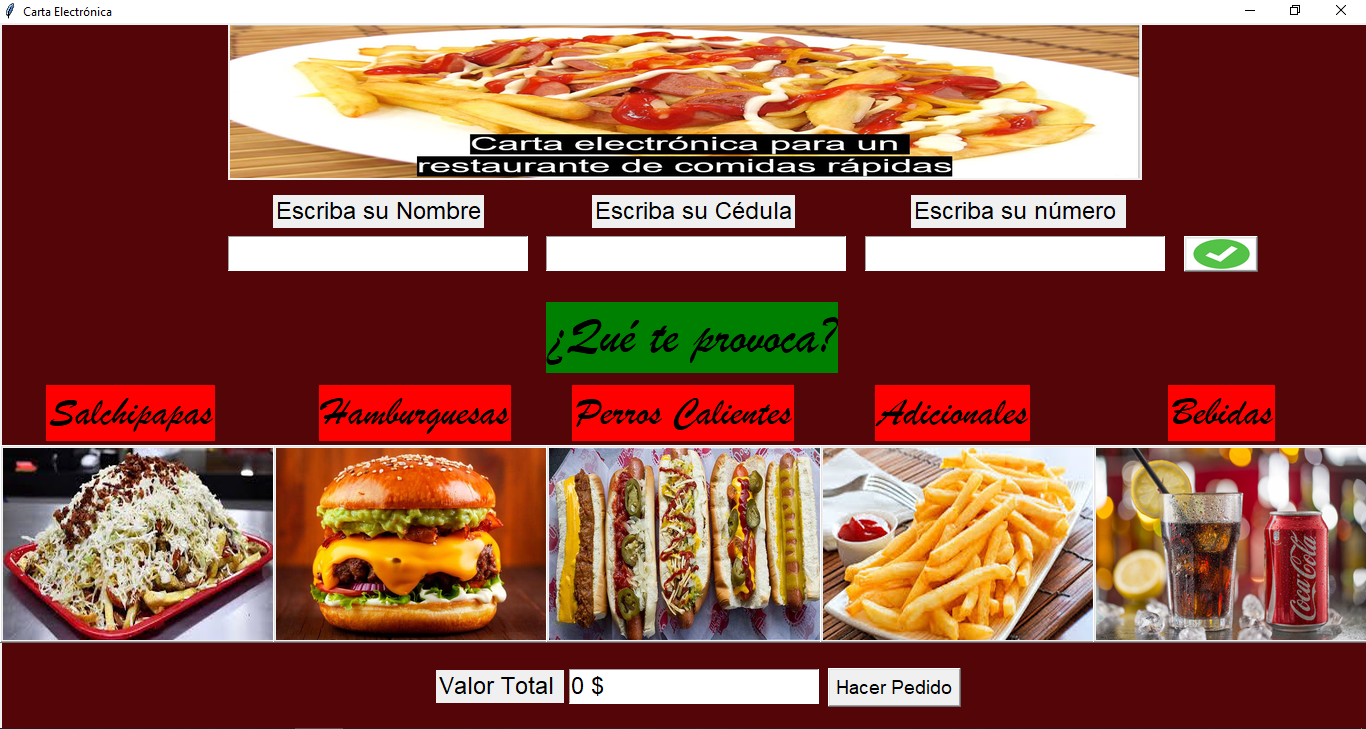 Carta Electrónica
Carta electrónica para un
restaurante de comidas rápidas
Escriba su Nombre
Escriba su Cédula
Escriba su número
¿Qué te provoca?
Salchipapas
Hamburguesas
Perros Calientes
Adicionales
Bebidas
Coca-Cola
Valor Total
0 $
Hacer Pedido